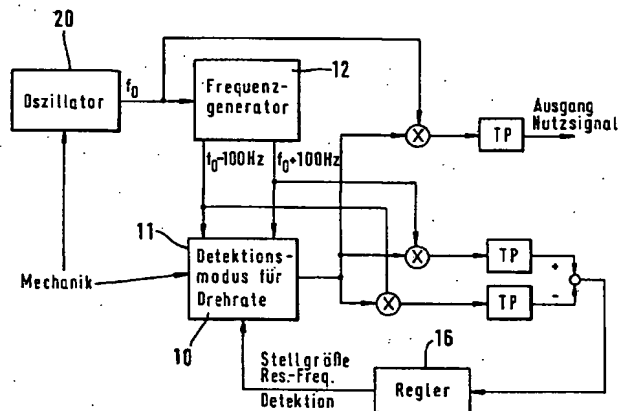 20
Oszillator
f0
12
Frequenz-
generator
f0-100Hz
f0+100Hz
X
TP
Ausgang
Nutzsignal
11
Detektions-
modus für
Drehrate
10
Mechanik
X
TP
+
X
TP
-
Stellgröße
Res.-Freq.
Detektion
16
Regler